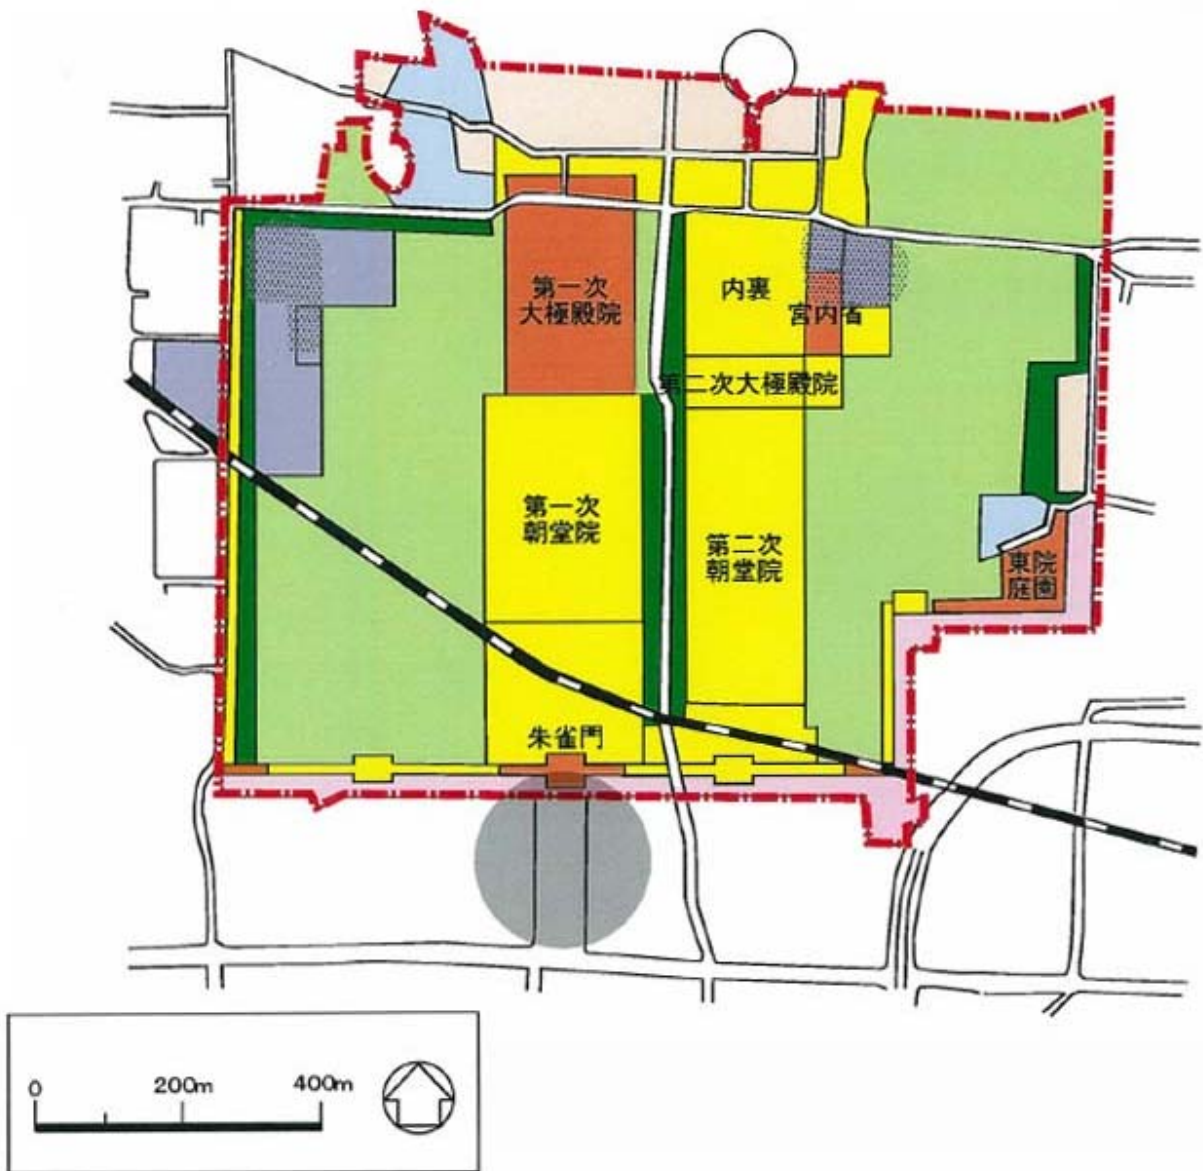 第一次
大極殿院
内裏
宮内省
第二次大極殿院
第一次
朝堂院
第二次
朝堂院
東院
庭園
朱雀門
0
200m
400m